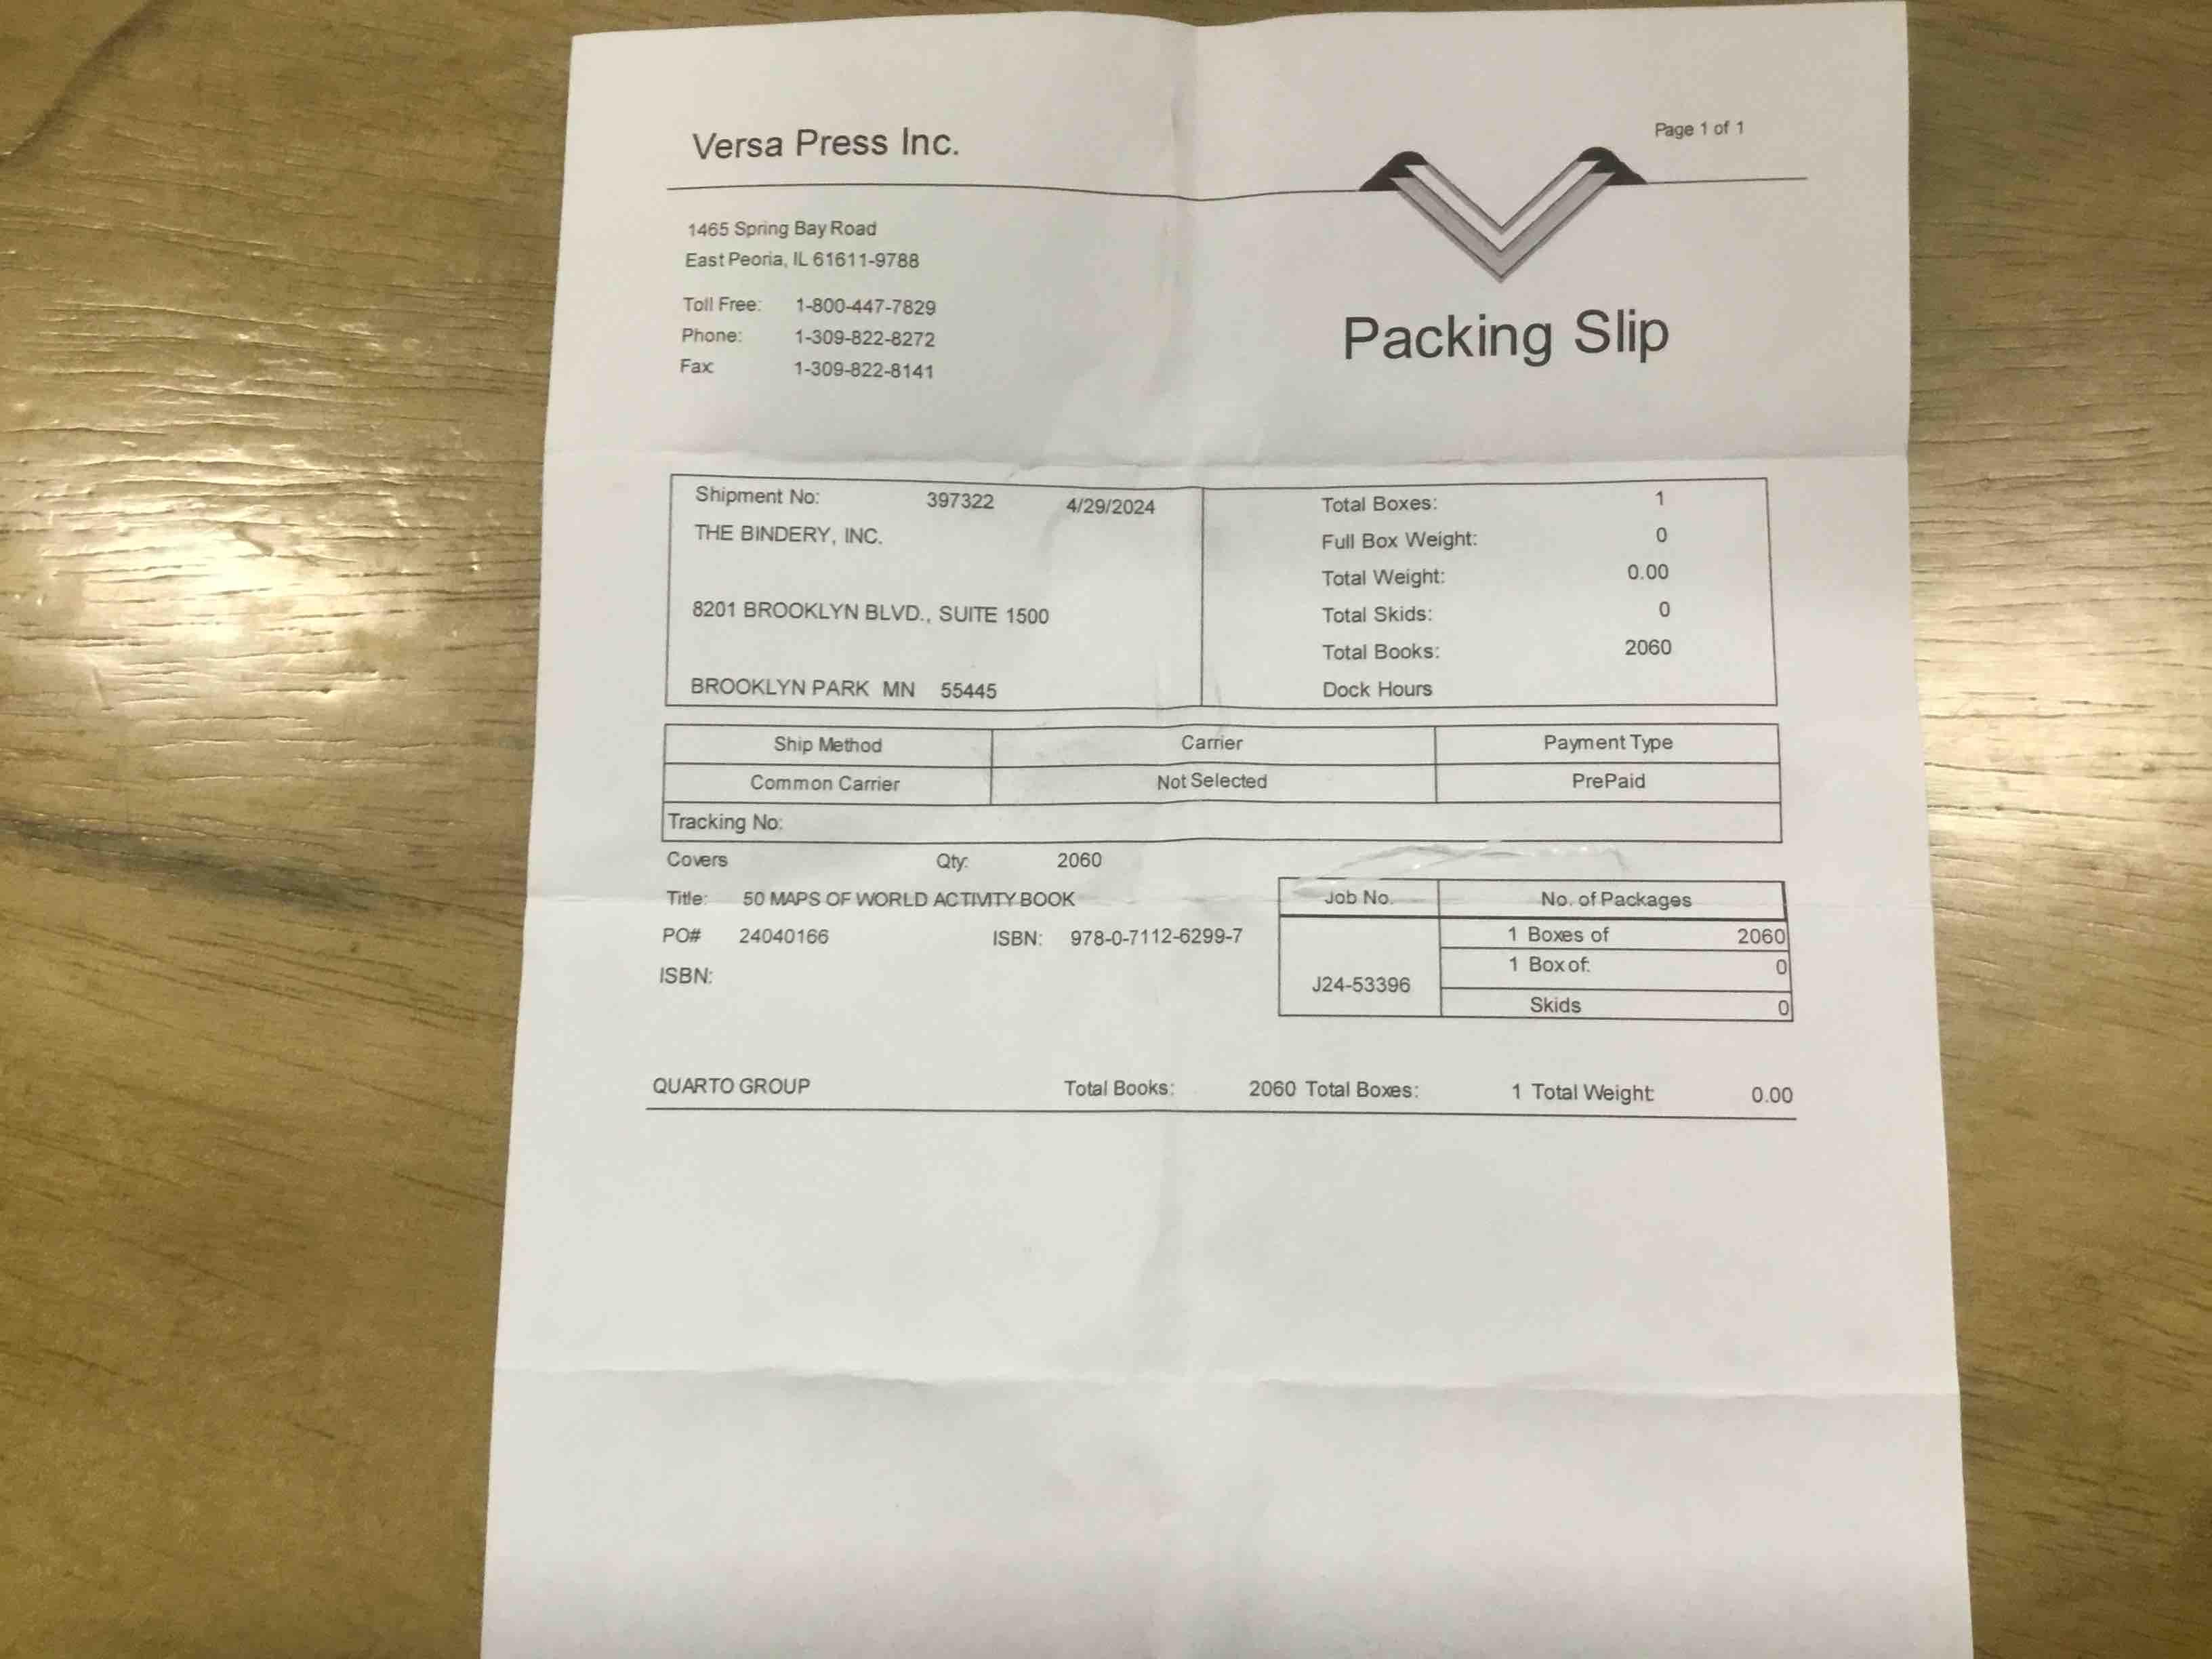 Page 1 of 1
Versa Press Inc.
1465 Spring Bay Road
East Peoria, IL 61611-9788
Toll Free: 1-800-447-7829
Phone: 1-309-822-8272
Fax: 1-309-822-8141
Packing Slip
Shipment No: 397322 4/29/2024
THE BINDERY, INC.
8201 BROOKLYN BLVD., SUITE 1500
BROOKLYN PARK MN 55445
Total Boxes: 1
Full Box Weight: 0
Total Weight: 0.00
Total Skids: 0
Total Books: 2060
Dock Hours
Ship Method Carrier Payment Type
Common Carrier Not Selected PrePaid
Tracking No:
Covers Qty: 2060
Title: 50 MAPS OF WORLD ACTIVITY BOOK
PO# 24040166 ISBN: 978-0-7112-6299-7
ISBN:
Job No. No. of Packages
1 Boxes of 2060
1 Box of: 0
J24-53396
Skids 0
QUARTO GROUP Total Books: 2060 Total Boxes: 1 Total Weight: 0.00